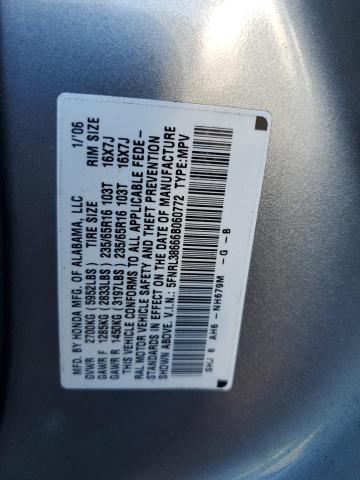 MFD. BY HONDA MFG. OF ALABAMA, LLC 1/'06
GVWR 2700KG (5952LBS) TIRE SIZE RIM SIZE
GAWR F 1285KG (2833LBS) 235/65R16 103T 16X7J
GAWR R 1450KG (3197LBS) 235/65R16 103T 16X7J
THIS VEHICLE CONFORMS TO ALL APPLICABLE FEDE-
RAL MOTOR VEHICLE SAFETY AND THEFT PREVENTION
STANDARDS IN EFFECT ON THE DATE OF MANUFACTURE
SHOWN ABOVE. V.I.N.: 5FNRL38666B060772 TYPE:MPV
SHJ 6 AH6 -NH679M -G -B